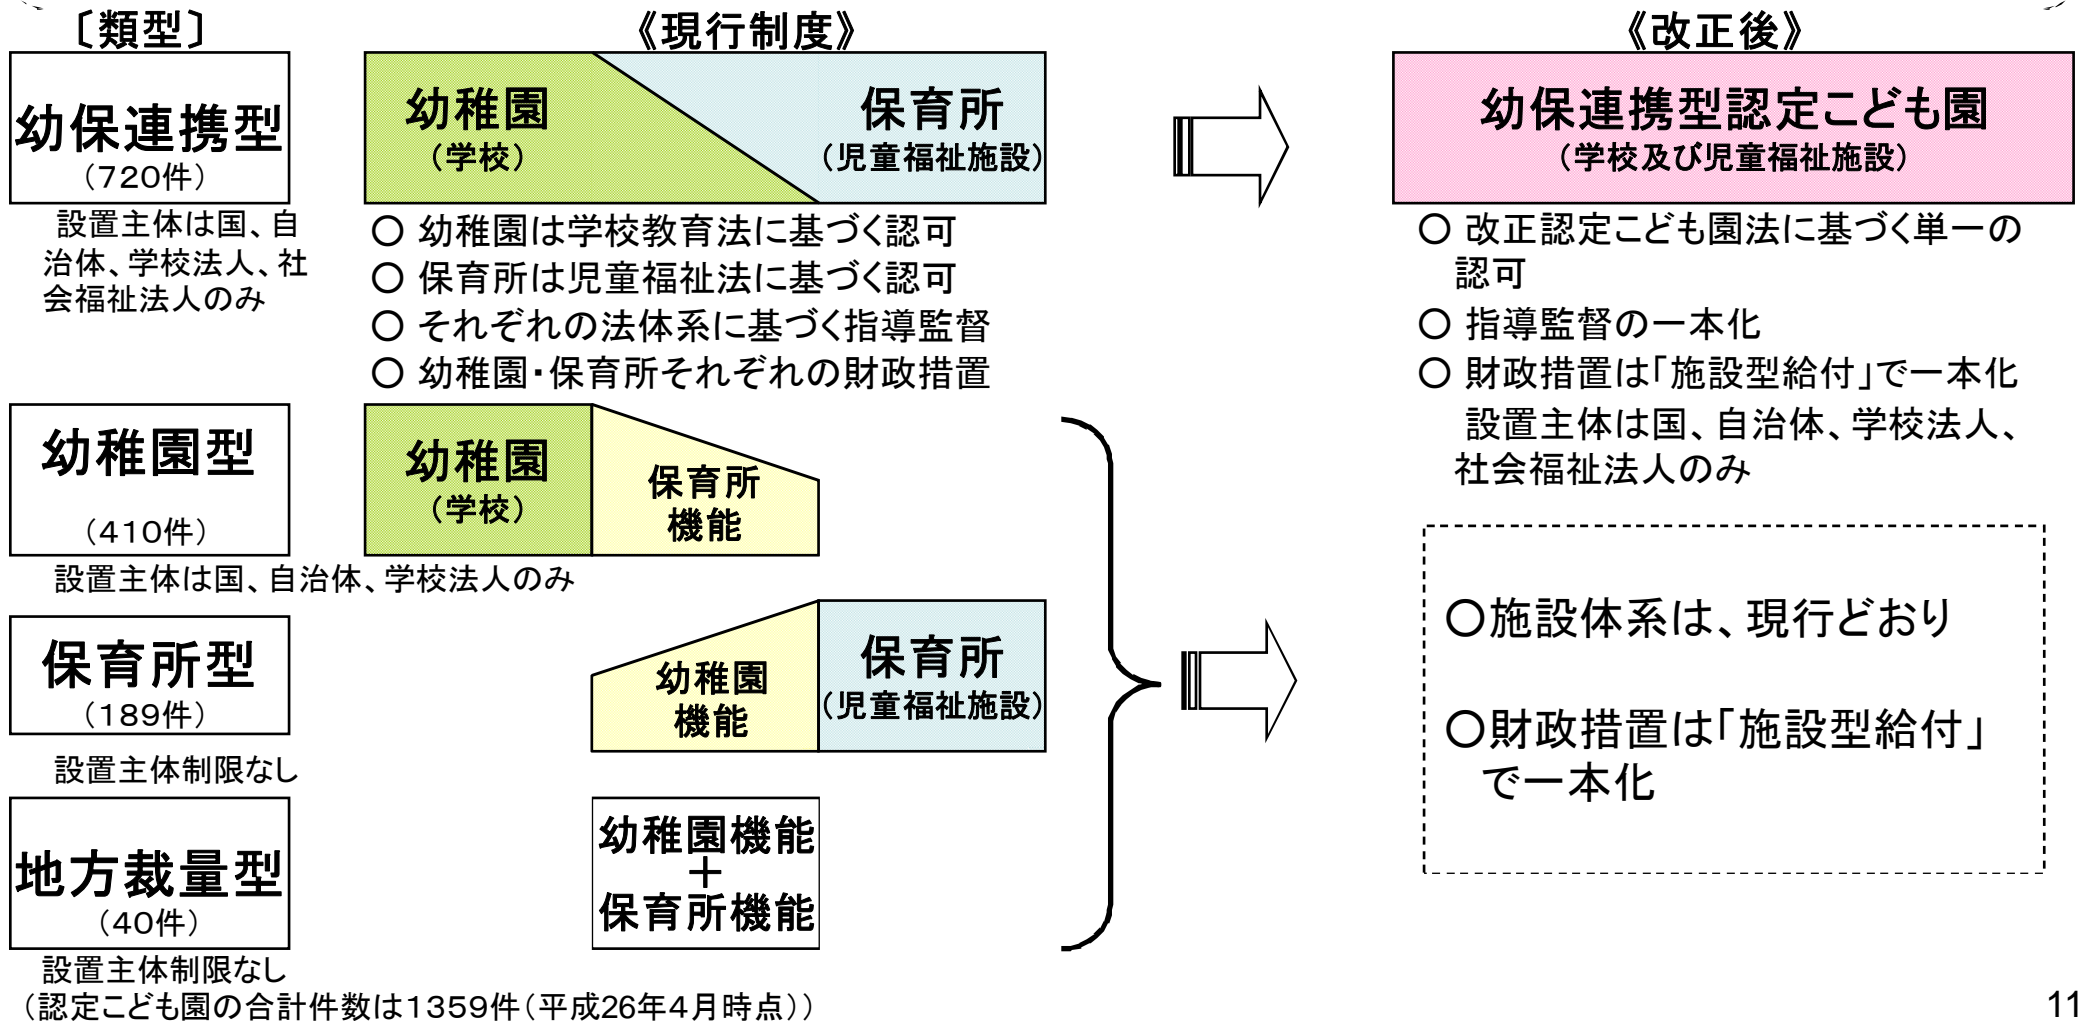 〔類型〕
《現行制度》
《改正後》
幼保連携型
（720件）
設置主体は国、自
治体、学校法人、社
会福祉法人のみ
幼稚園
（学校）
保育所
（児童福祉施設）
○ 幼稚園は学校教育法に基づく認可
○ 保育所は児童福祉法に基づく認可
○ それぞれの法体系に基づく指導監督
○ 幼稚園・保育所それぞれの財政措置
幼保連携型認定こども園
（学校及び児童福祉施設）
○ 改正認定こども園法に基づく単一の
認可
○ 指導監督の一本化
○ 財政措置は「施設型給付」で一本化
設置主体は国、自治体、学校法人、
社会福祉法人のみ
幼稚園型
（410件）
設置主体は国、自治体、学校法人のみ
幼稚園
（学校）
保育所
機能
保育所型
（189件）
設置主体制限なし
幼稚園
機能
保育所
（児童福祉施設）
地方裁量型
（40件）
設置主体制限なし
幼稚園機能
＋
保育所機能
○施設体系は、現行どおり
○財政措置は「施設型給付」
で一本化
（認定こども園の合計件数は1359件（平成26年4月時点））
11